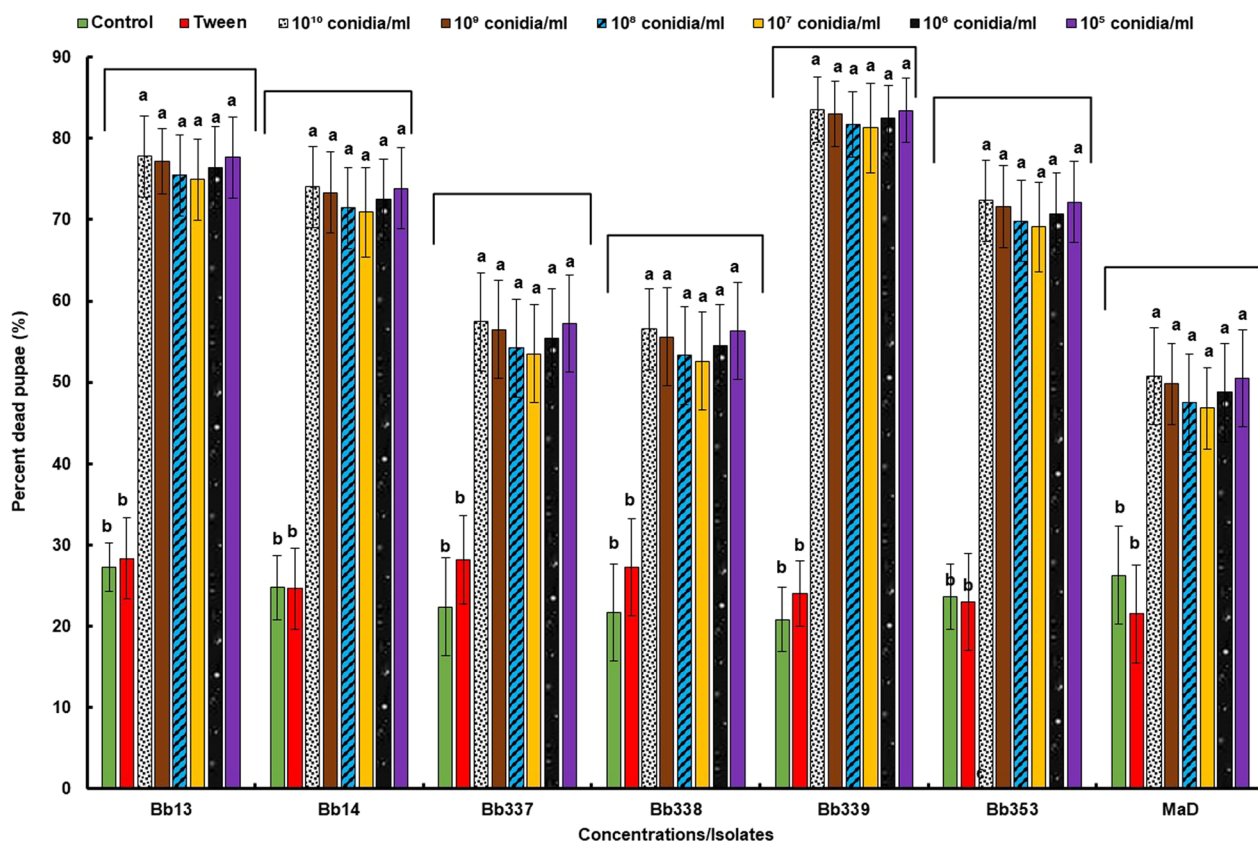 Control Tween 10¹⁰ conidia/ml 10⁹ conidia/ml 10⁸ conidia/ml 10⁷ conidia/ml 10⁶ conidia/ml 10⁵ conidia/ml
Percent dead pupae (%)
90
80
70
60
50
40
30
20
10
0
b b a a a a a a
b b a a a a a a
b b a a a a a a
b b a a a a a a
b b a a a a a a
b b a a a a a a
b b a a a a a a
Bb13 Bb14 Bb337 Bb338 Bb339 Bb353 MaD
Concentrations/Isolates